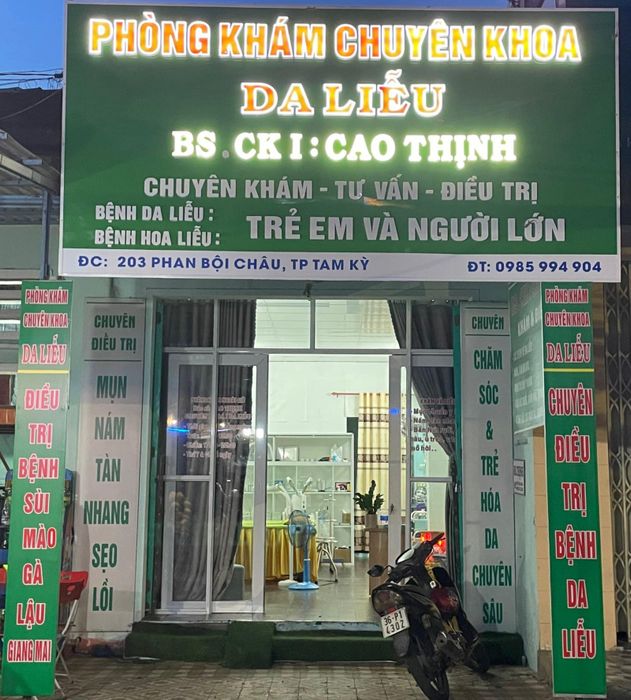 PHÒNG KHÁM CHUYÊN KHOA
DA LIỄU
BS.CK I : CAO THỊNH
CHUYÊN KHÁM - TƯ VẤN - ĐIỀU TRỊ
BỆNH DA LIỄU :
BỆNH HOA LIỄU :
TRẺ EM VÀ NGƯỜI LỚN
ĐC: 203 PHAN BỘI CHÂU, TP TAM KỲ
ĐT: 0985 994 904
PHÒNG KHÁM
CHUYÊN KHOA
DA LIỄU
ĐIỀU
TRỊ
BỆNH
SÙI
MÀO
GÀ
LẬU
GIANG MAI
CHUYÊN
ĐIỀU TRỊ
MỤN
NÁM
TÀN
NHANG
SẸO
LỒI
CHUYÊN
CHĂM
SÓC
&
TRẺ
HÓA
DA
CHUYÊN
SÂU
PHÒNG KHÁM
CHUYÊN KHOA
DA LIỄU
CHUYÊN
ĐIỀU
TRỊ
BỆNH
DA
LIỄU
36-P1